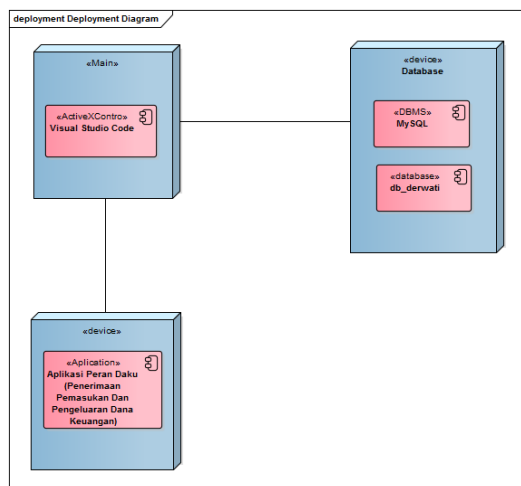 deployment Deployment Diagram
«Main»
«ActiveXContro
Visual Studio Code
«device»
Database
«DBMS»
MySQL
«database»
db_derwati
«device»
«Aplication»
Aplikasi Peran Daku
(Penerimaan
Pemasukan Dan
Pengeluaran Dana
Keuangan)